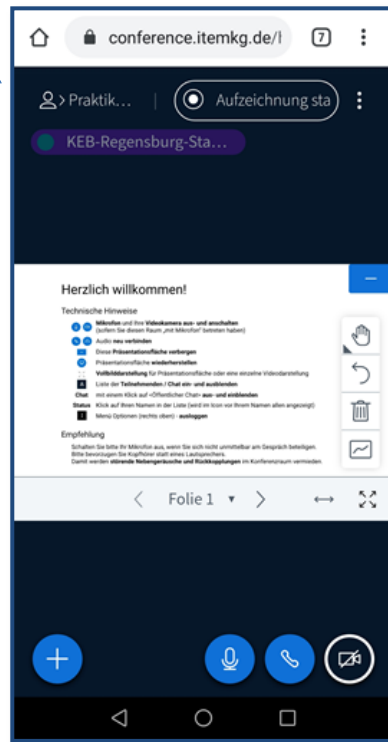 conference.itemkg.de/l
7
Praktik... | Aufzeichnung sta
KEB-Regensburg-Sta...
Herzlich willkommen!
Technische Hinweise
Mikrofon und Ihre Videokamera aus- und anschalten
(sofern Sie diesen Raum „mit Mikrofon" betreten haben)
Audio neu verbinden
Diese Präsentationsfläche verbergen
Präsentationsfläche wiederherstellen
Vollbilddarstellung für Präsentationsfläche oder eine einzelne Videodarstellung
Liste der Teilnehmenden / Chat ein- und ausblenden
Chat mit einem Klick auf «Öffentlicher Chat» aus- und einblenden
Status Klick auf Ihren Namen in der Liste (wird im Icon vor Ihrem Namen allen angezeigt)
Menü Optionen (rechts oben) - ausloggen
Empfehlung
Schalten Sie bitte Ihr Mikrofon aus, wenn Sie sich nicht unmittelbar am Gespräch beteiligen.
Bitte bevorzugen Sie Kopfhörer statt eines Lautsprechers.
Damit werden störende Nebengeräusche und Rückkopplungen im Konferenzraum vermieden.
Folie 1